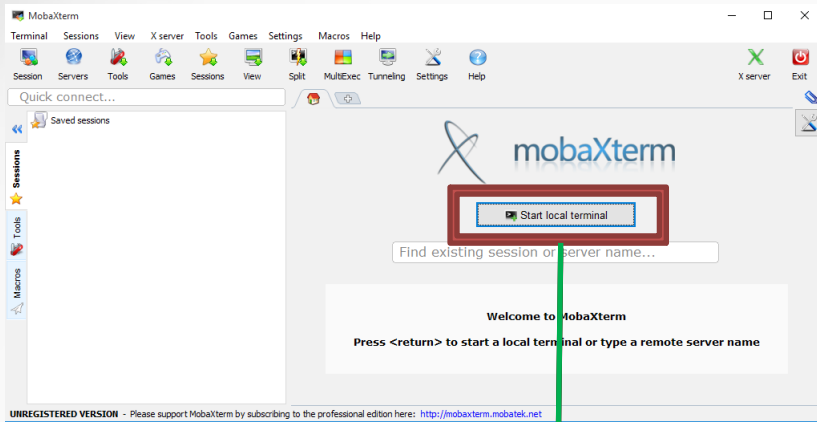 MobaXterm
Terminal Sessions View X server Tools Games Settings Macros Help
Session Servers Tools Games Sessions View Split MultiExec Tunneling Settings Help X server Exit
Quick connect...
Saved sessions
Sessions
Tools
Macros
mobaXterm
Start local terminal
Find existing session or server name...
Welcome to MobaXterm
Press <return> to start a local terminal or type a remote server name
UNREGISTERED VERSION - Please support MobaXterm by subscribing to the professional edition here: http://mobaxterm.mobatek.net